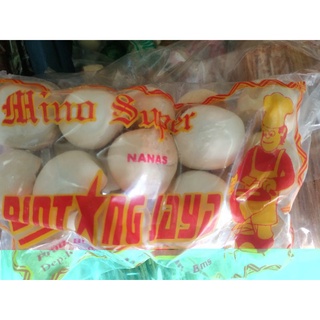 Mino Super
NANAS
BINTANG JAYA